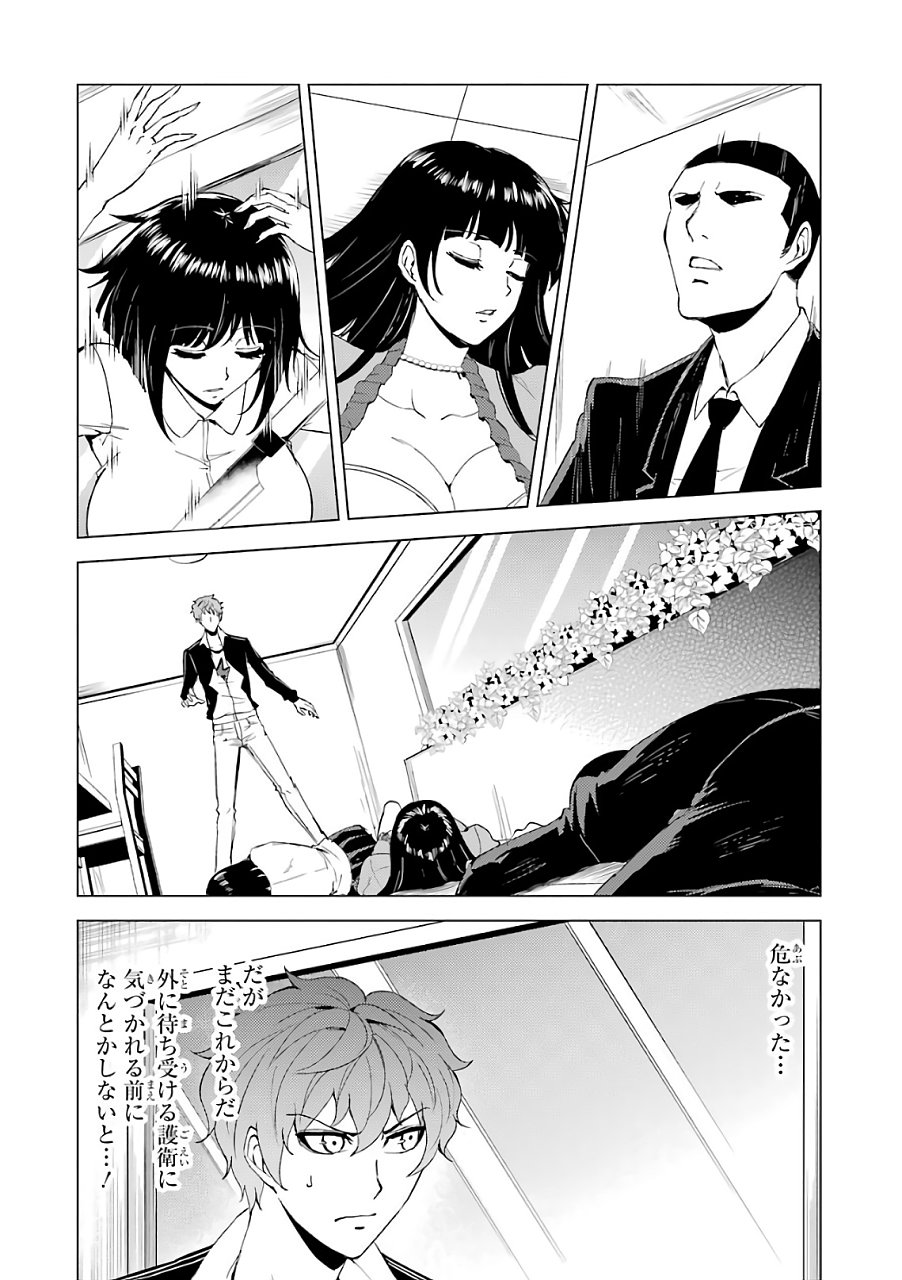 危なかった…
だが
まだこれからだ
外に待ち受ける護衛に
気づかれる前に
なんとかしないと…!